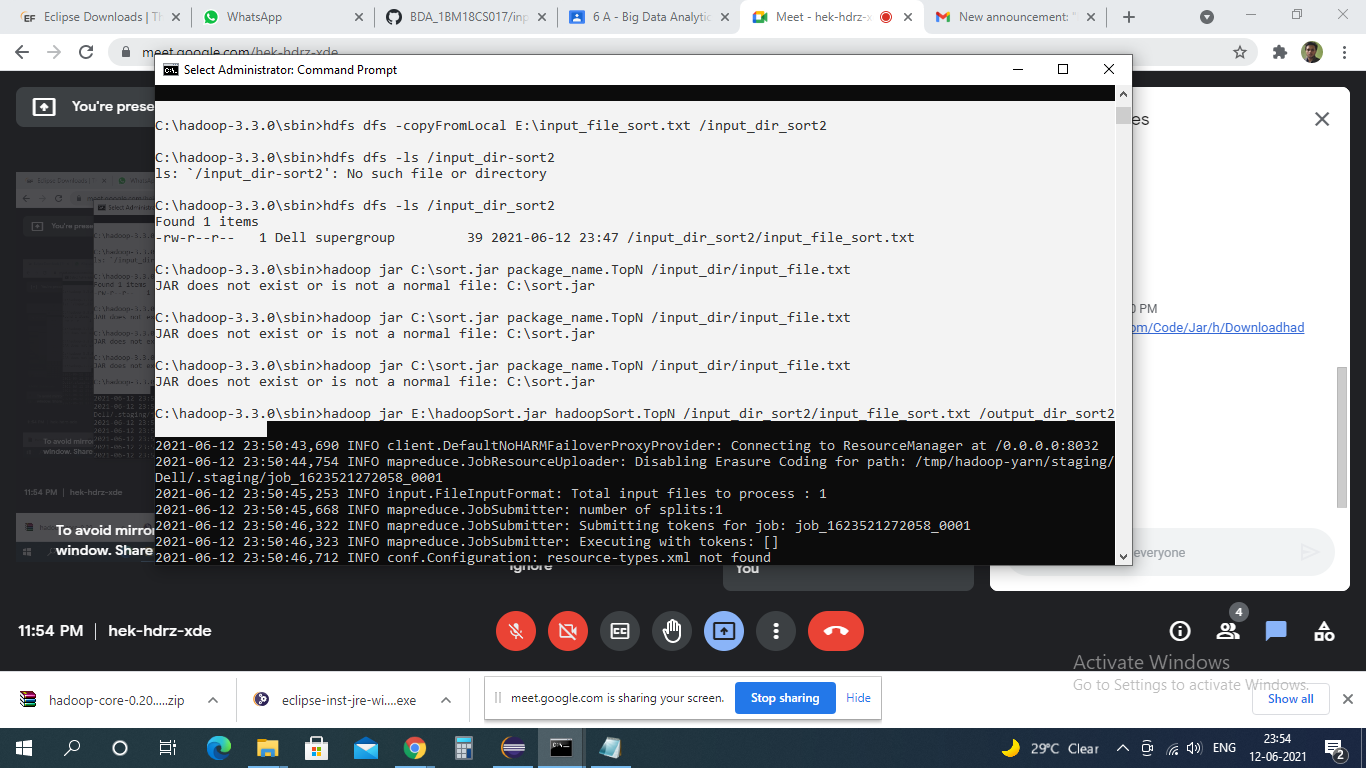 Eclipse Downloads | Th
WhatsApp
BDA_1BM18CS017/inp
6 A - Big Data Analytic
Meet - hek-hdrz-x
New announcement: "
meet.google.com/hek-hdrz-xde
Select Administrator: Command Prompt
You're prese
es
C:\hadoop-3.3.0\sbin>hdfs dfs -copyFromLocal E:\input_file_sort.txt /input_dir_sort2
C:\hadoop-3.3.0\sbin>hdfs dfs -ls /input_dir-sort2
ls: `/input_dir-sort2': No such file or directory
C:\hadoop-3.3.0\sbin>hdfs dfs -ls /input_dir_sort2
Found 1 items
-rw-r--r--   1 Dell supergroup         39 2021-06-12 23:47 /input_dir_sort2/input_file_sort.txt
C:\hadoop-3.3.0\sbin>hadoop jar C:\sort.jar package_name.TopN /input_dir/input_file.txt
JAR does not exist or is not a normal file: C:\sort.jar
C:\hadoop-3.3.0\sbin>hadoop jar C:\sort.jar package_name.TopN /input_dir/input_file.txt
JAR does not exist or is not a normal file: C:\sort.jar
C:\hadoop-3.3.0\sbin>hadoop jar C:\sort.jar package_name.TopN /input_dir/input_file.txt
JAR does not exist or is not a normal file: C:\sort.jar
C:\hadoop-3.3.0\sbin>hadoop jar E:\hadoopSort.jar hadoopSort.TopN /input_dir_sort2/input_file_sort.txt /output_dir_sort2
2021-06-12 23:50:43,690 INFO client.DefaultNoHARMFailoverProxyProvider: Connecting to ResourceManager at /0.0.0.0:8032
2021-06-12 23:50:44,754 INFO mapreduce.JobResourceUploader: Disabling Erasure Coding for path: /tmp/hadoop-yarn/staging/
Dell/.staging/job_1623521272058_0001
2021-06-12 23:50:45,253 INFO input.FileInputFormat: Total input files to process : 1
2021-06-12 23:50:45,668 INFO mapreduce.JobSubmitter: number of splits:1
2021-06-12 23:50:46,322 INFO mapreduce.JobSubmitter: Submitting tokens for job: job_1623521272058_0001
2021-06-12 23:50:46,323 INFO mapreduce.JobSubmitter: Executing with tokens: []
2021-06-12 23:50:46,712 INFO conf.Configuration: resource-types.xml not found
0 PM
om/Code/Jar/h/Downloadhad
To avoid mirro
window. Share
Ignore
You
everyone
11:54 PM | hek-hdrz-xde
4
Activate Windows
Go to Settings to activate Windows.
hadoop-core-0.20.....zip
eclipse-inst-jre-wi....exe
meet.google.com is sharing your screen.
Stop sharing
Hide
Show all
29°C Clear
ENG
23:54
12-06-2021
2